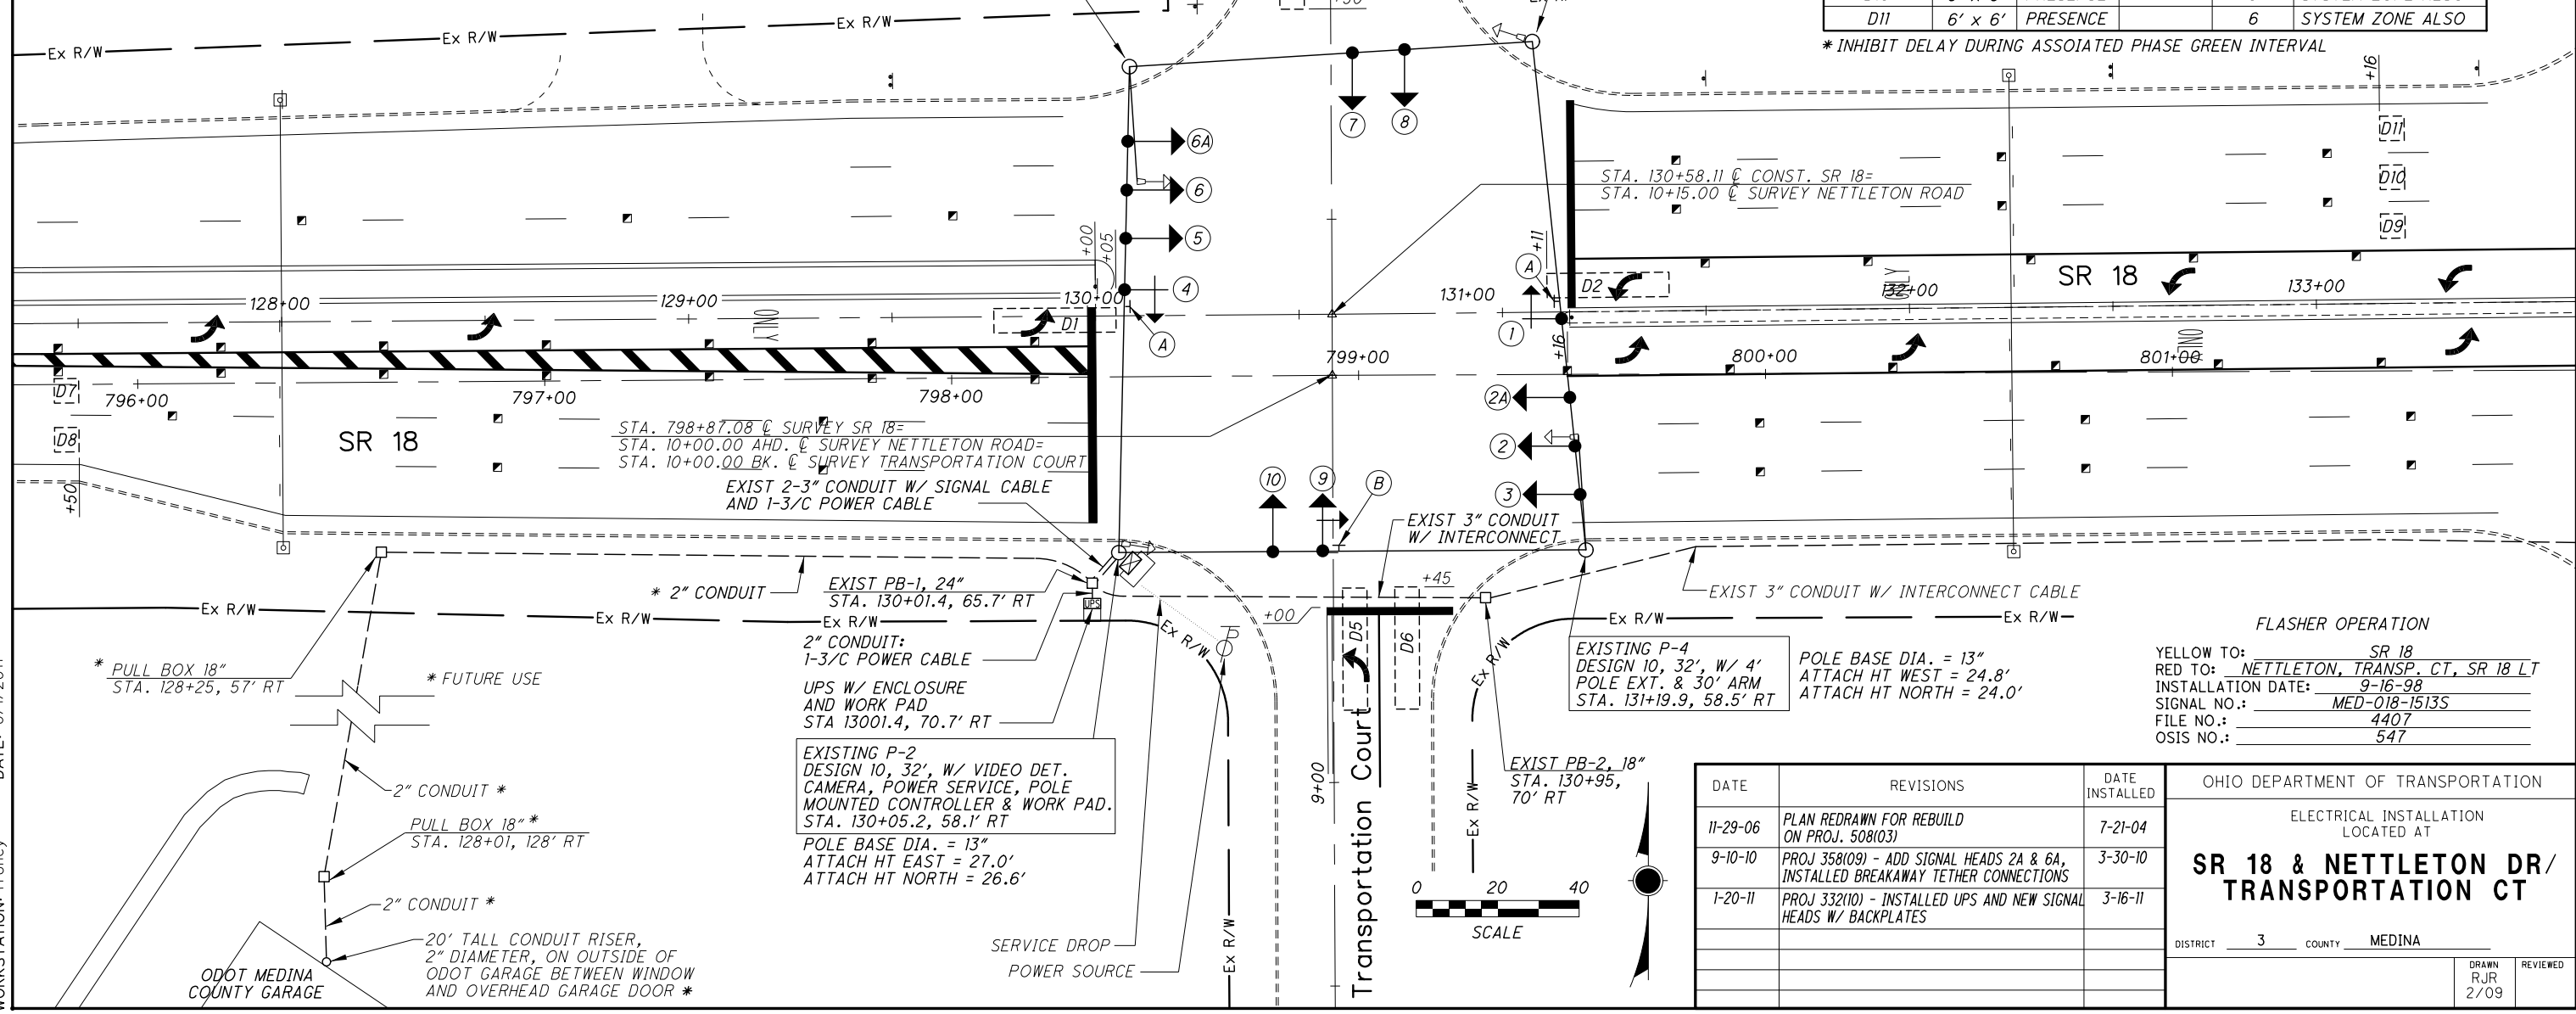 Ex R/W
Ex R/W
Ex R/W
D11 6' x 6' PRESENCE 6 SYSTEM ZONE ALSO
* INHIBIT DELAY DURING ASSOIATED PHASE GREEN INTERVAL
+16
7
8
6A
6
5
4
A
+00
+05
D11
D10
D9
STA. 130+58.11 ℄ CONST. SR 18=
STA. 10+15.00 ℄ SURVEY NETTLETON ROAD
+11
A
D2
1
+16
SR 18
128+00
129+00
130+00
131+00
132+00
133+00
ONLY
ONLY
ONLY
D1
799+00
800+00
801+00
D7
D8
796+00
797+00
798+00
SR 18
+50
2A
2
3
STA. 798+87.08 ℄ SURVEY SR 18=
STA. 10+00.00 AHD. ℄ SURVEY NETTLETON ROAD=
STA. 10+00.00 BK. ℄ SURVEY TRANSPORTATION COURT
EXIST 2-3" CONDUIT W/ SIGNAL CABLE
AND 1-3/C POWER CABLE
10
9
B
EXIST 3" CONDUIT
W/ INTERCONNECT
* 2" CONDUIT
EXIST PB-1, 24"
STA. 130+01.4, 65.7' RT
UPS
+45
+00
D5
D6
EXIST 3" CONDUIT W/ INTERCONNECT CABLE
Ex R/W
Ex R/W
Ex R/W
Ex R/W
Ex R/W
Ex R/W
Ex R/W
2" CONDUIT:
1-3/C POWER CABLE
UPS W/ ENCLOSURE
AND WORK PAD
STA 13001.4, 70.7' RT
* PULL BOX 18"
STA. 128+25, 57' RT
* FUTURE USE
EXISTING P-4
DESIGN 10, 32', W/ 4'
POLE EXT. & 30' ARM
STA. 131+19.9, 58.5' RT
POLE BASE DIA. = 13"
ATTACH HT WEST = 24.8'
ATTACH HT NORTH = 24.0'
FLASHER OPERATION
YELLOW TO: SR 18
RED TO: NETTLETON, TRANSP. CT, SR 18 LT
INSTALLATION DATE: 9-16-98
SIGNAL NO.: MED-018-1513S
FILE NO.: 4407
OSIS NO.: 547
EXISTING P-2
DESIGN 10, 32', W/ VIDEO DET.
CAMERA, POWER SERVICE, POLE
MOUNTED CONTROLLER & WORK PAD.
STA. 130+05.2, 58.1' RT
POLE BASE DIA. = 13"
ATTACH HT EAST = 27.0'
ATTACH HT NORTH = 26.6'
2" CONDUIT *
PULL BOX 18" *
STA. 128+01, 128' RT
2" CONDUIT *
20' TALL CONDUIT RISER,
2" DIAMETER, ON OUTSIDE OF
ODOT GARAGE BETWEEN WINDOW
AND OVERHEAD GARAGE DOOR *
ODOT MEDINA
COUNTY GARAGE
SERVICE DROP
POWER SOURCE
Ex R/W
Ex R/W
9+00
Transportation Court
EXIST PB-2, 18"
STA. 130+95,
70' RT
0 20 40
SCALE
DATE REVISIONS DATE INSTALLED
11-29-06 PLAN REDRAWN FOR REBUILD ON PROJ. 508(03) 7-21-04
9-10-10 PROJ 358(09) - ADD SIGNAL HEADS 2A & 6A, INSTALLED BREAKAWAY TETHER CONNECTIONS 3-30-10
1-20-11 PROJ 332(10) - INSTALLED UPS AND NEW SIGNAL HEADS W/ BACKPLATES 3-16-11
OHIO DEPARTMENT OF TRANSPORTATION
ELECTRICAL INSTALLATION
LOCATED AT
SR 18 & NETTLETON DR/
TRANSPORTATION CT
DISTRICT 3 COUNTY MEDINA
DRAWN
RJR
2/09
REVIEWED